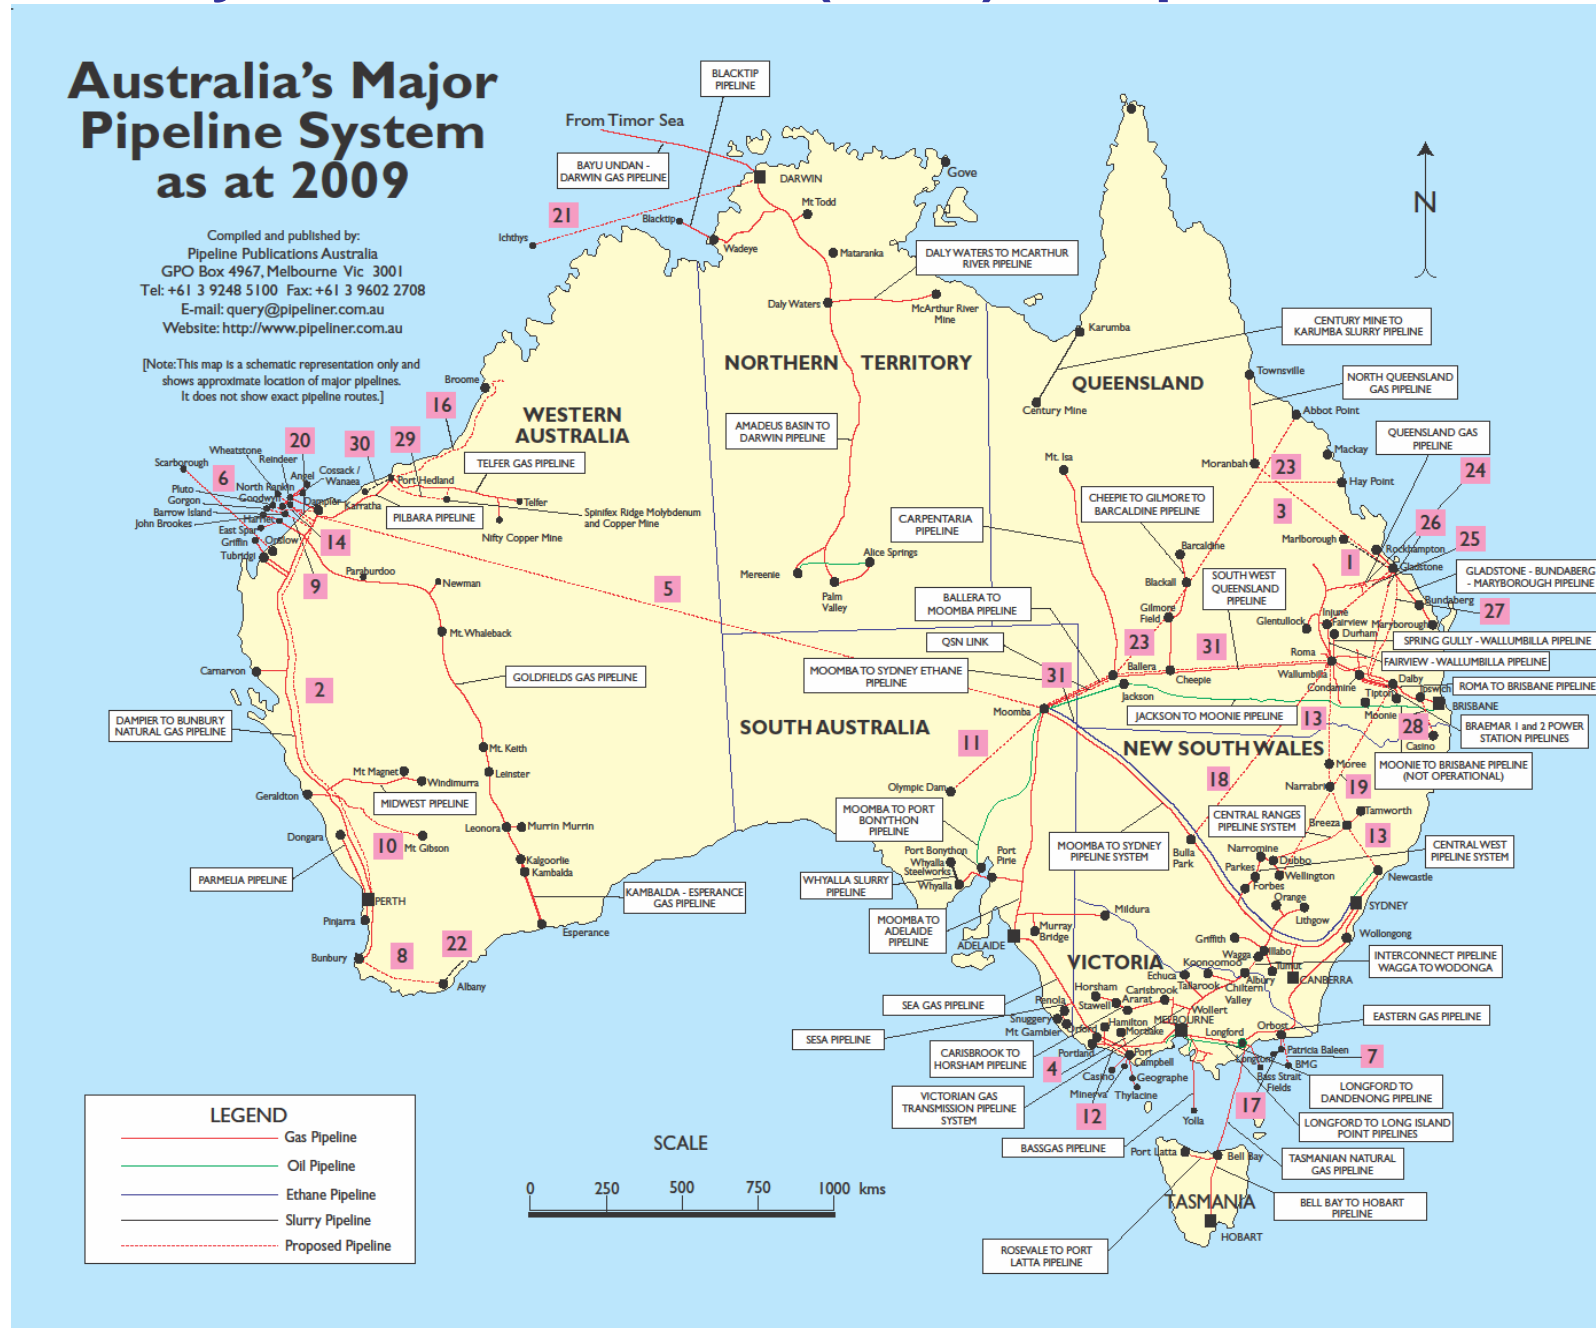 Australia's Major
Pipeline System
as at 2009
Compiled and published by:
Pipeline Publications Australia
GPO Box 4967, Melbourne Vic 3001
Tel: +61 3 9248 5100 Fax: +61 3 9602 2708
E-mail: query@pipeliner.com.au
Website: http://www.pipeliner.com.au
[Note: This map is a schematic representation only and
shows approximate location of major pipelines.
It does not show exact pipeline routes.]
BLACKTIP
PIPELINE
From Timor Sea
BAYU UNDAN -
DARWIN GAS PIPELINE
DARWIN
Gove
N
21
Mt Todd
Blacktip
Ichthys
Wadeye
Mataranka
DALY WATERS TO MCARTHUR
RIVER PIPELINE
Daly Waters
McArthur River
Mine
Karumba
CENTURY MINE TO
KARUMBA SLURRY PIPELINE
NORTHERN TERRITORY
QUEENSLAND
Townsville
NORTH QUEENSLAND
GAS PIPELINE
Broome
16
WESTERN
AUSTRALIA
Century Mine
Abbot Point
AMADEUS BASIN TO
DARWIN PIPELINE
QUEENSLAND GAS
PIPELINE
20
30
29
Wheatstone
Reindeer
Scarborough
6
Angel
Cossack /
Wanaea
TELFER GAS PIPELINE
Mt. Isa
Moranbah
23
Mackay
24
Hay Point
Pluto
North Rankin
Goodwyn
Gorgon
Barrow Island
John Brookes
Harriet
East Spar
Griffin
Onslow
Tubridgi
Dampier
Karratha
Port Hedland
PILBARA PIPELINE
Telfer
Spinifex Ridge Molybdenum
and Copper Mine
Nifty Copper Mine
14
9
Paraburdoo
Newman
5
CHEEPIE TO GILMORE TO
BARCALDINE PIPELINE
CARPENTARIA
PIPELINE
3
26
25
Marlborough
Rockhampton
1
Gladstone
Alice Springs
Mereenie
Palm
Valley
Barcaldine
Blackall
SOUTH WEST
QUEENSLAND
PIPELINE
GLADSTONE - BUNDABERG
- MARYBOROUGH PIPELINE
Bundaberg
27
BALLERA TO
MOOMBA PIPELINE
Gilmore
Field
Glentullock
Injune
Fairview
Durham
Maryborough
SPRING GULLY - WALLUMBILLA PIPELINE
Mt. Whaleback
QSN LINK
23
31
Roma
FAIRVIEW - WALLUMBILLA PIPELINE
Carnarvon
2
GOLDFIELDS GAS PIPELINE
MOOMBA TO SYDNEY ETHANE
PIPELINE
31
Ballera
Cheepie
Wallumbilla
Condamine
Dalby
Tipton
Ipswich
ROMA TO BRISBANE PIPELINE
Jackson
Moomba
JACKSON TO MOONIE PIPELINE
13
Moonie
BRISBANE
28
BRAEMAR 1 and 2 POWER
STATION PIPELINES
Casino
DAMPIER TO BUNBURY
NATURAL GAS PIPELINE
SOUTH AUSTRALIA
11
NEW SOUTH WALES
MOONIE TO BRISBANE PIPELINE
(NOT OPERATIONAL)
Mt. Keith
Leinster
Mt Magnet
Windimurra
MIDWEST PIPELINE
Geraldton
Olympic Dam
18
Moree
Narrabri
19
Tamworth
MOOMBA TO PORT
BONYTHON
PIPELINE
CENTRAL RANGES
PIPELINE SYSTEM
Breeza
13
Dongara
10
Mt Gibson
Leonora
Murrin Murrin
MOOMBA TO SYDNEY
PIPELINE SYSTEM
Bulla
Park
Narromine
Dubbo
CENTRAL WEST
PIPELINE SYSTEM
PARMELIA PIPELINE
Kalgoorlie
Kambalda
Port Bonython
Whyalla
Steelworks
Port
Pirie
Parkes
Wellington
Newcastle
WHYALLA SLURRY
PIPELINE
Whyalla
Forbes
Orange
KAMBALDA - ESPERANCE
GAS PIPELINE
PERTH
Pinjarra
Esperance
MOOMBA TO
ADELAIDE
PIPELINE
Mildura
Lithgow
SYDNEY
Murray
Bridge
ADELAIDE
Griffith
Wollongong
Bunbury
8
22
Albany
VICTORIA
Wagga
Illabo
INTERCONNECT PIPELINE
WAGGA TO WODONGA
Koonoomoo
Echuca
Tumut
Albury
CANBERRA
Tallarook
Chiltern
Valley
SEA GAS PIPELINE
Horsham
Carisbrook
Stawell
Ararat
Wollert
Penola
Snuggery
Mt Gambier
Hamilton
MELBOURNE
Orford
Mortlake
Longford
Orbost
EASTERN GAS PIPELINE
SESA PIPELINE
Portland
Port
Campbell
CARISBROOK TO
HORSHAM PIPELINE
4
Casino
Geographe
Minerva
Thylacine
Longtom
Patricia Baleen
BMG
Bass Strait
Fields
7
LONGFORD TO
DANDENONG PIPELINE
VICTORIAN GAS
TRANSMISSION PIPELINE
SYSTEM
12
Yolla
17
LONGFORD TO LONG ISLAND
POINT PIPELINES
BASSGAS PIPELINE
Port Latta
Bell Bay
TASMANIAN NATURAL
GAS PIPELINE
TASMANIA
BELL BAY TO HOBART
PIPELINE
HOBART
ROSEVALE TO PORT
LATTA PIPELINE
LEGEND
Gas Pipeline
Oil Pipeline
Ethane Pipeline
Slurry Pipeline
Proposed Pipeline
SCALE
0 250 500 750 1000 kms